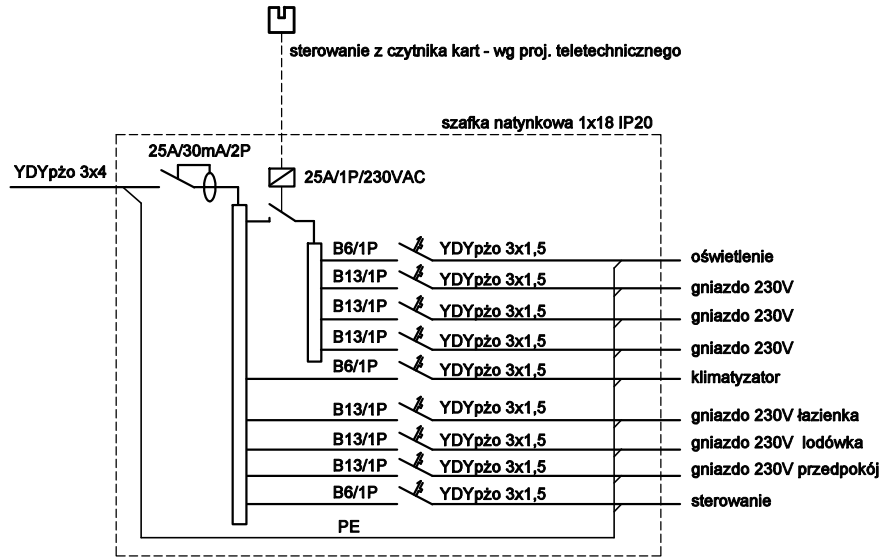 sterowanie z czytnika kart - wg proj. teletechnicznego
szafka natynkowa 1x18 IP20
25A/30mA/2P
YDYpżo 3x4
25A/1P/230VAC
B6/1P YDYpżo 3x1,5 oświetlenie
B13/1P YDYpżo 3x1,5 gniazdo 230V
B13/1P YDYpżo 3x1,5 gniazdo 230V
B13/1P YDYpżo 3x1,5 gniazdo 230V
B6/1P YDYpżo 3x1,5 klimatyzator
B13/1P YDYpżo 3x1,5 gniazdo 230V łazienka
B13/1P YDYpżo 3x1,5 gniazdo 230V lodówka
B13/1P YDYpżo 3x1,5 gniazdo 230V przedpokój
B6/1P YDYpżo 3x1,5 sterowanie
PE